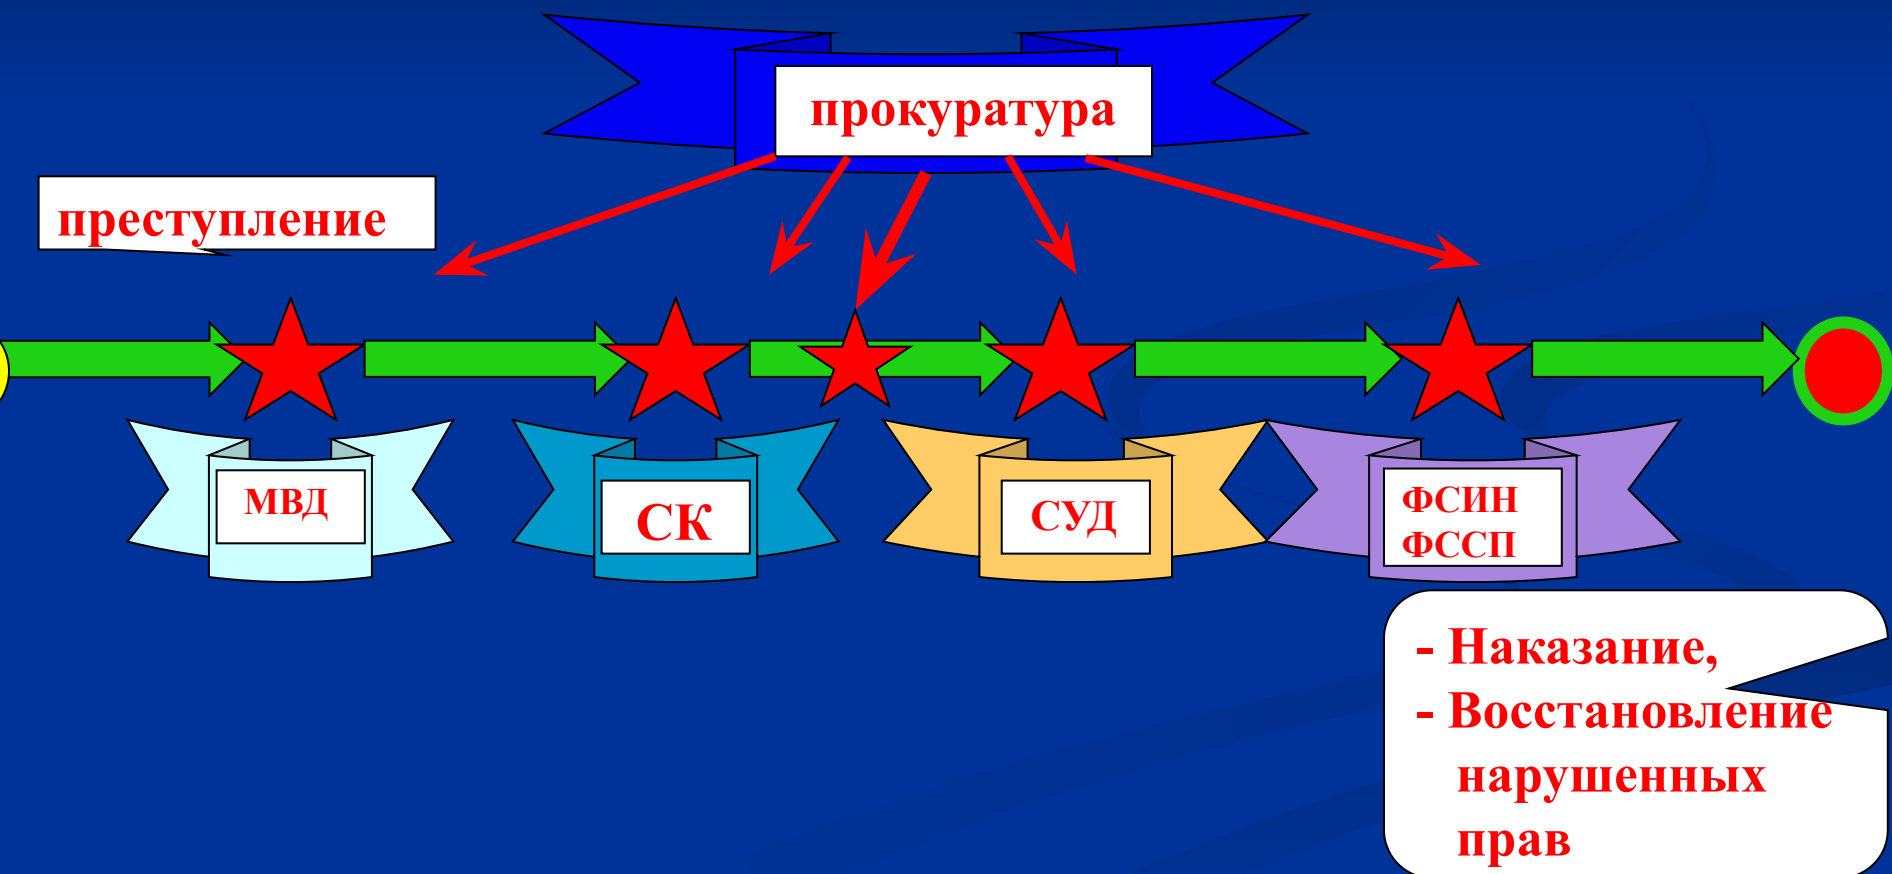 прокуратура
преступление
МВД
СК
СУД
ФСИН
ФССП
- Наказание,
- Восстановление
нарушенных
прав